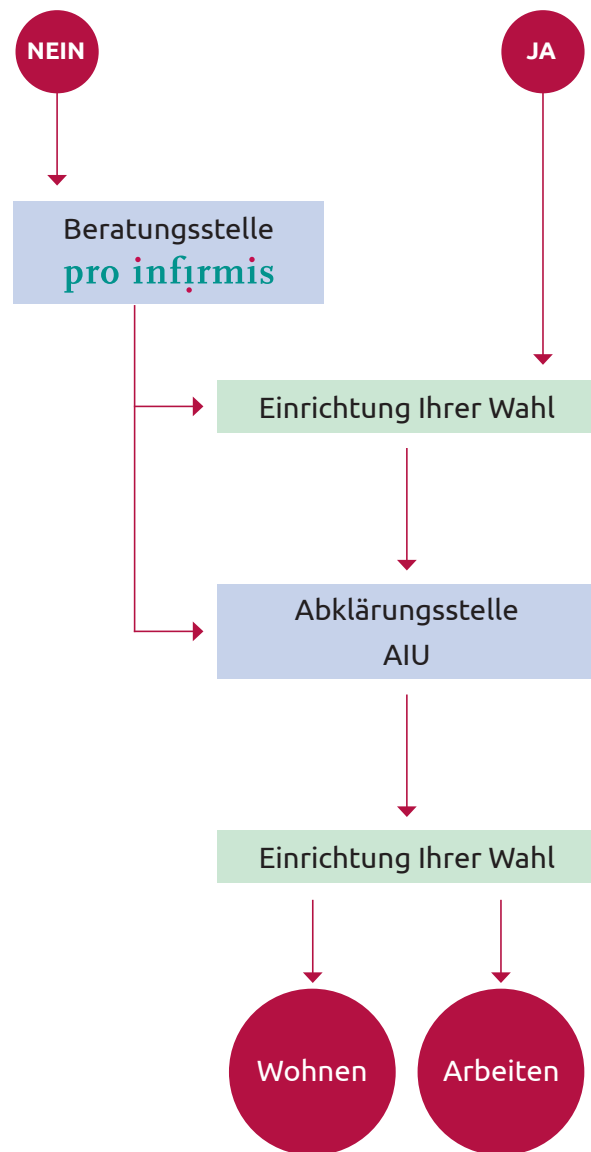 NEIN
JA
Beratungsstelle
pro infirmis
Einrichtung Ihrer Wahl
Abklärungsstelle
AIU
Einrichtung Ihrer Wahl
Wohnen
Arbeiten